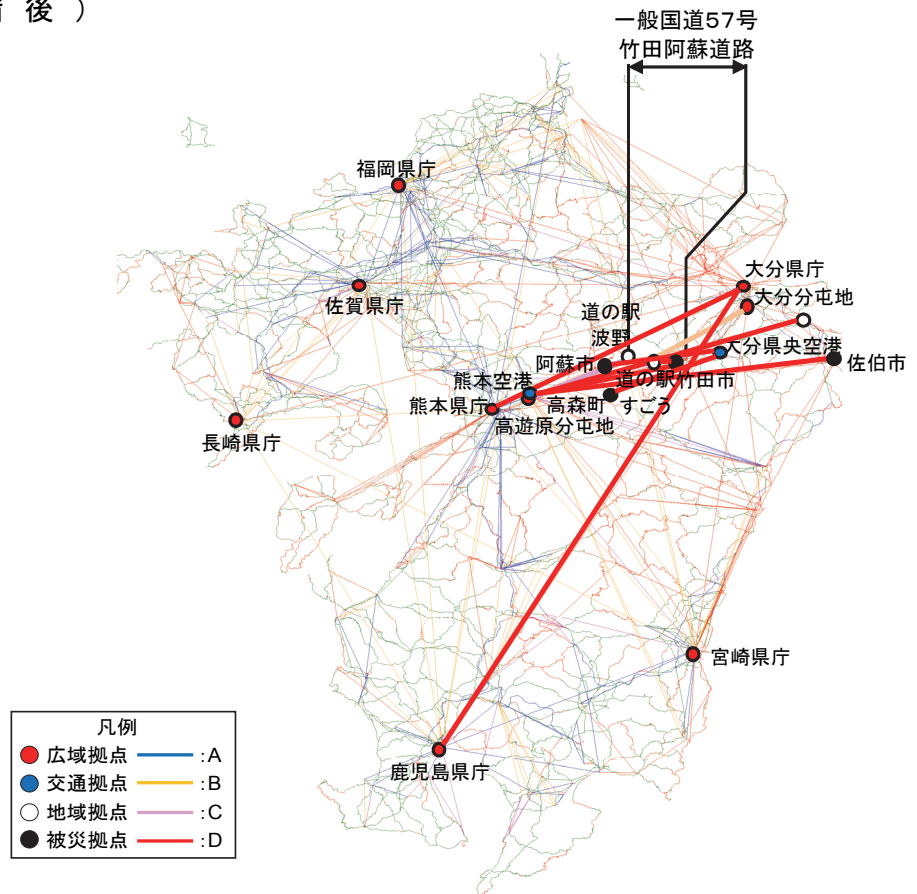 後）
一般国道57号
竹田阿蘇道路
福岡県庁
大分県庁
佐賀県庁
大分分屯地
道の駅
波野
大分県央空港
阿蘇市
佐伯市
熊本空港
道の駅
竹田市
熊本県庁
高森町
すごう
高遊原分屯地
長崎県庁
宮崎県庁
鹿児島県庁
凡例
広域拠点 :A
交通拠点 :B
地域拠点 :C
被災拠点 :D